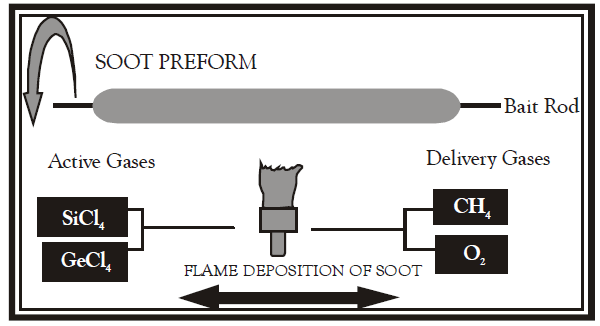 SOOT PREFORM
Bait Rod
Active Gases
Delivery Gases
SiCl₄
GeCl₄
CH₄
O₂
FLAME DEPOSITION OF SOOT